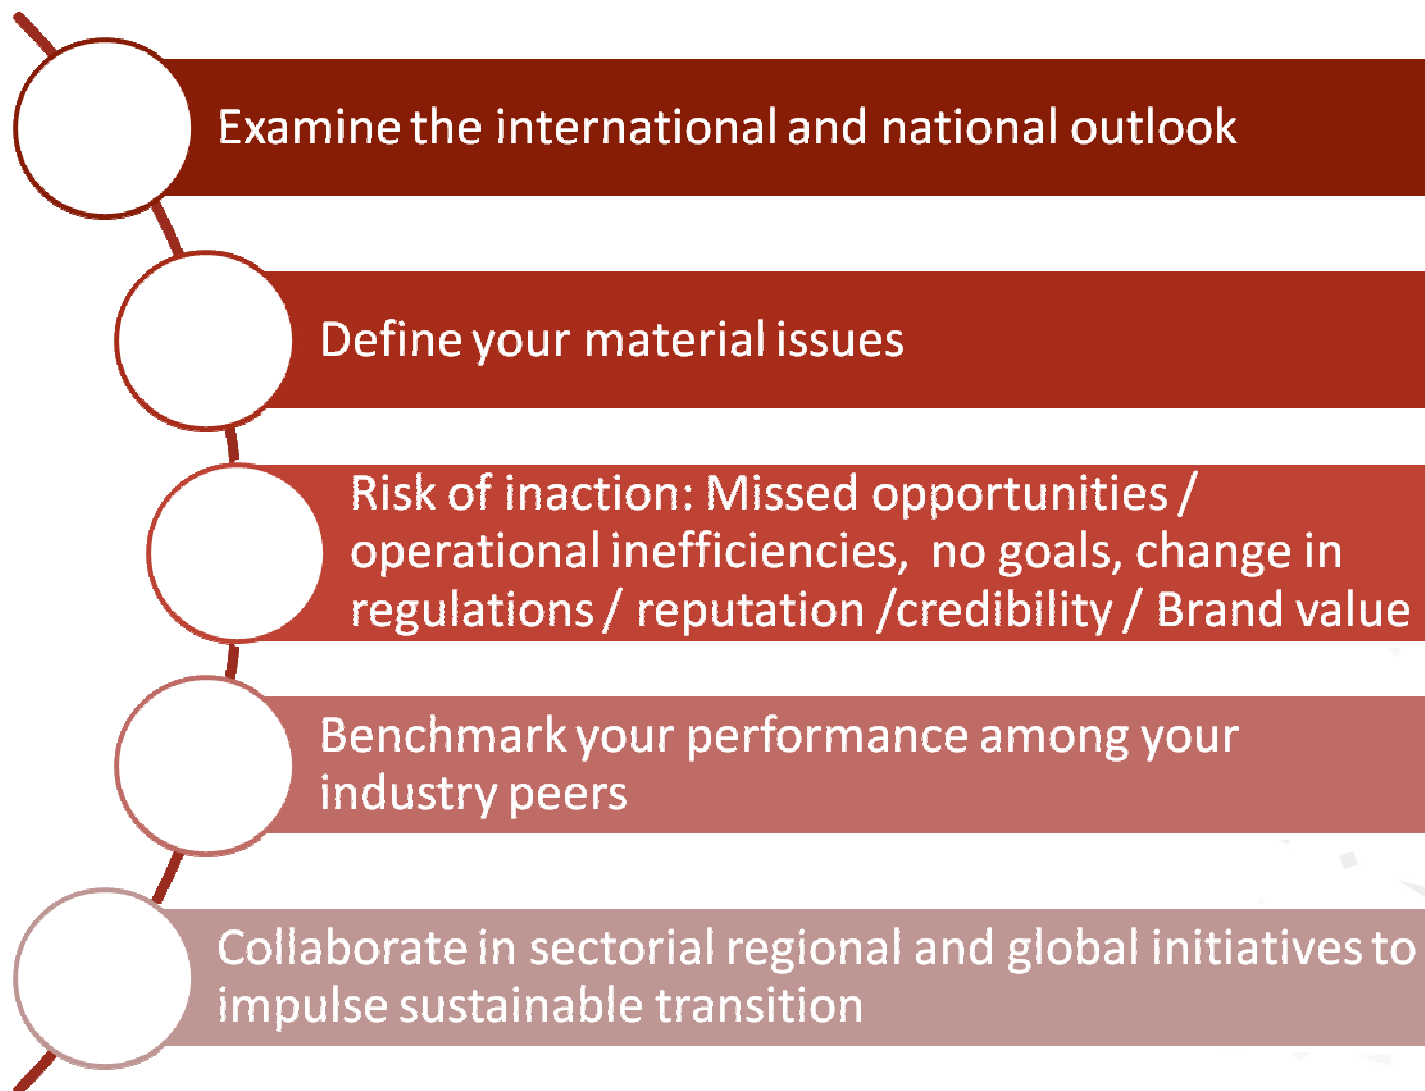 Examine the international and national outlook
Define your material issues
Risk of inaction: Missed opportunities /
operational inefficiencies,  no goals, change in
regulations / reputation /credibility / Brand value
Benchmark your performance among your
industry peers
Collaborate in sectorial regional and global initiatives to
impulse sustainable transition